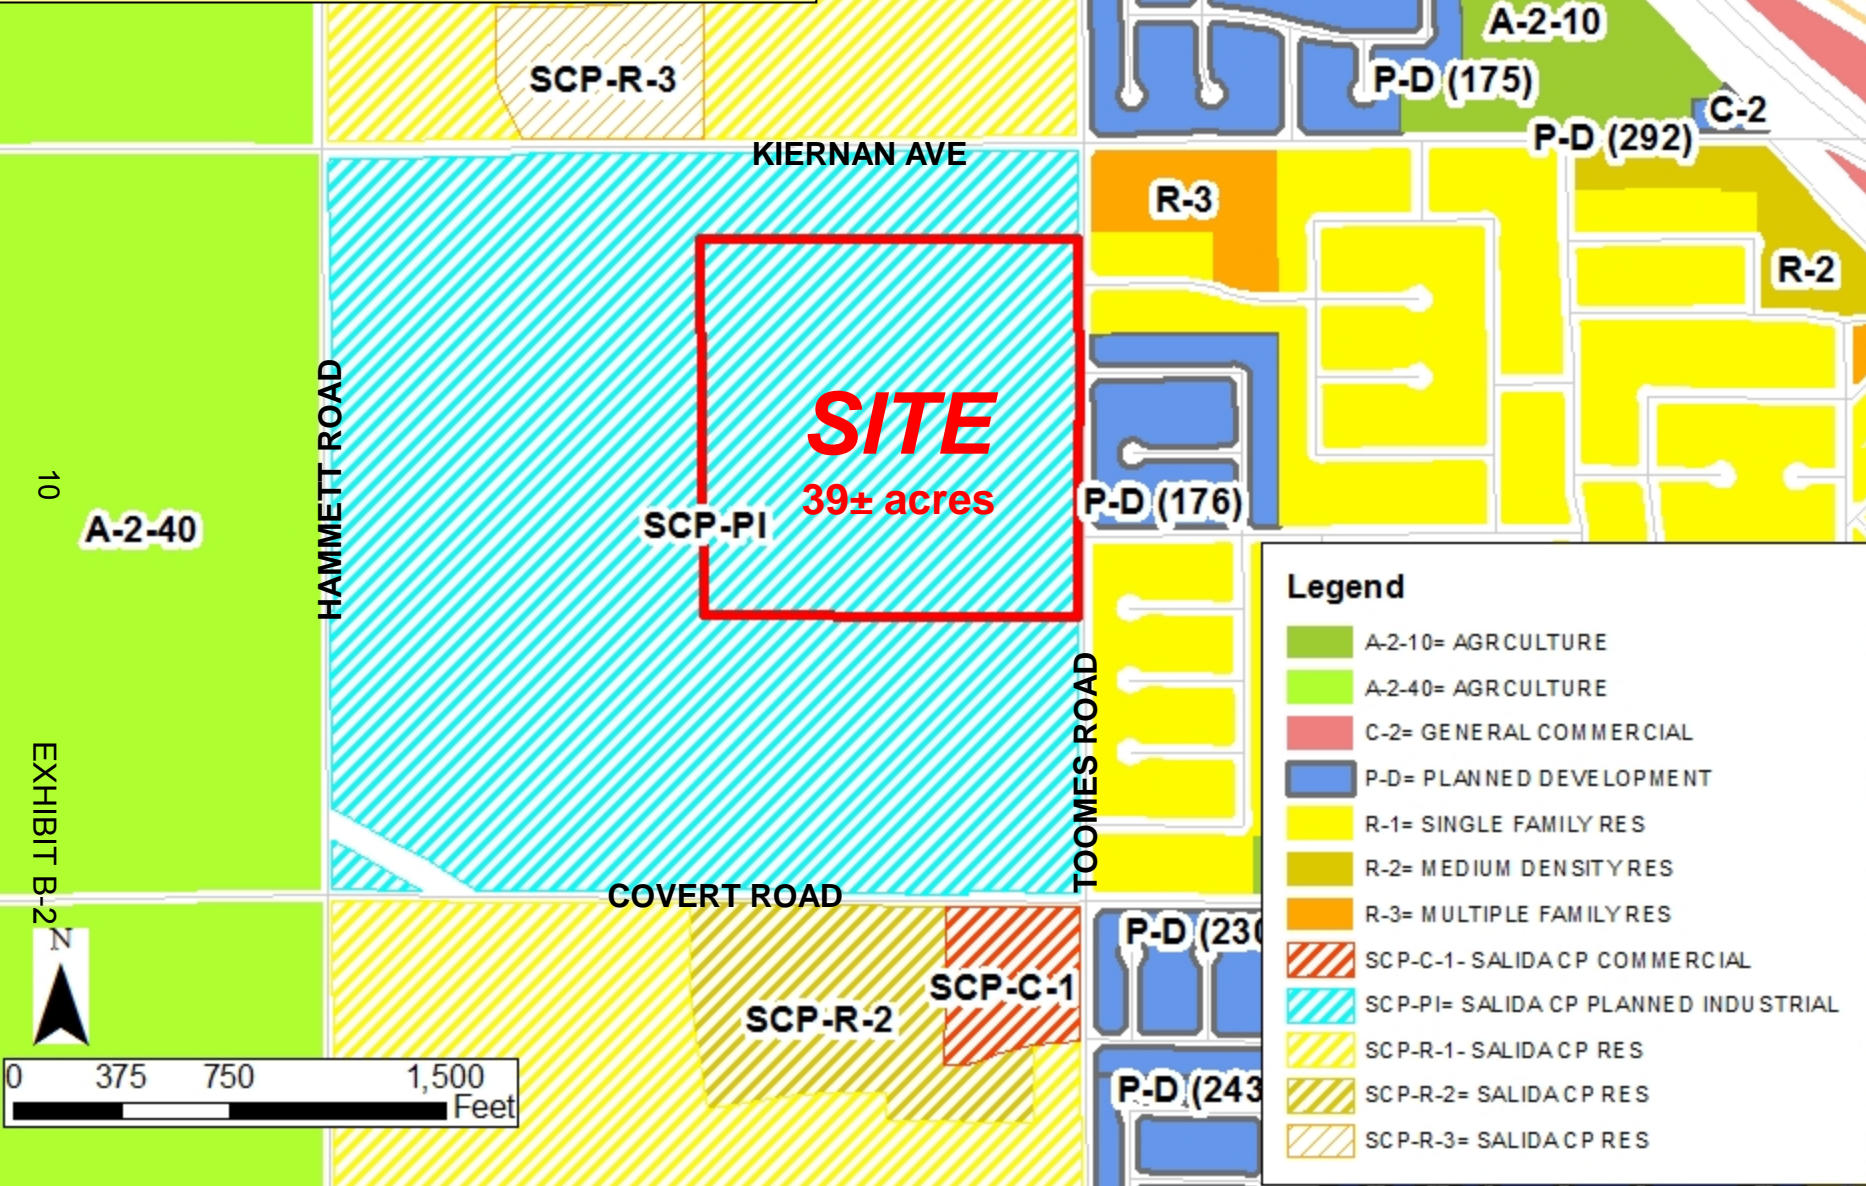 A-2-10
SCP-R-3
P-D (175)
C-2
P-D (292)
KIERNAN AVE
R-3
R-2
HAMMETT ROAD
SITE
39± acres
10
A-2-40
SCP-PI
P-D (176)
TOOMES ROAD
EXHIBIT B-2
COVERT ROAD
P-D (230
SCP-C-1
SCP-R-2
P-D (243
N
0 375 750 1,500
Feet
Legend
A-2-10= AGRCULTURE
A-2-40= AGRCULTURE
C-2= GENERAL COMMERCIAL
P-D= PLANNED DEVELOPMENT
R-1= SINGLE FAMILY RES
R-2= MEDIUM DENSITY RES
R-3= MULTIPLE FAMILY RES
SCP-C-1- SALIDA CP COMMERCIAL
SCP-PI= SALIDA CP PLANNED INDUSTRIAL
SCP-R-1- SALIDA CP RES
SCP-R-2= SALIDA CP RES
SCP-R-3= SALIDA CP RES